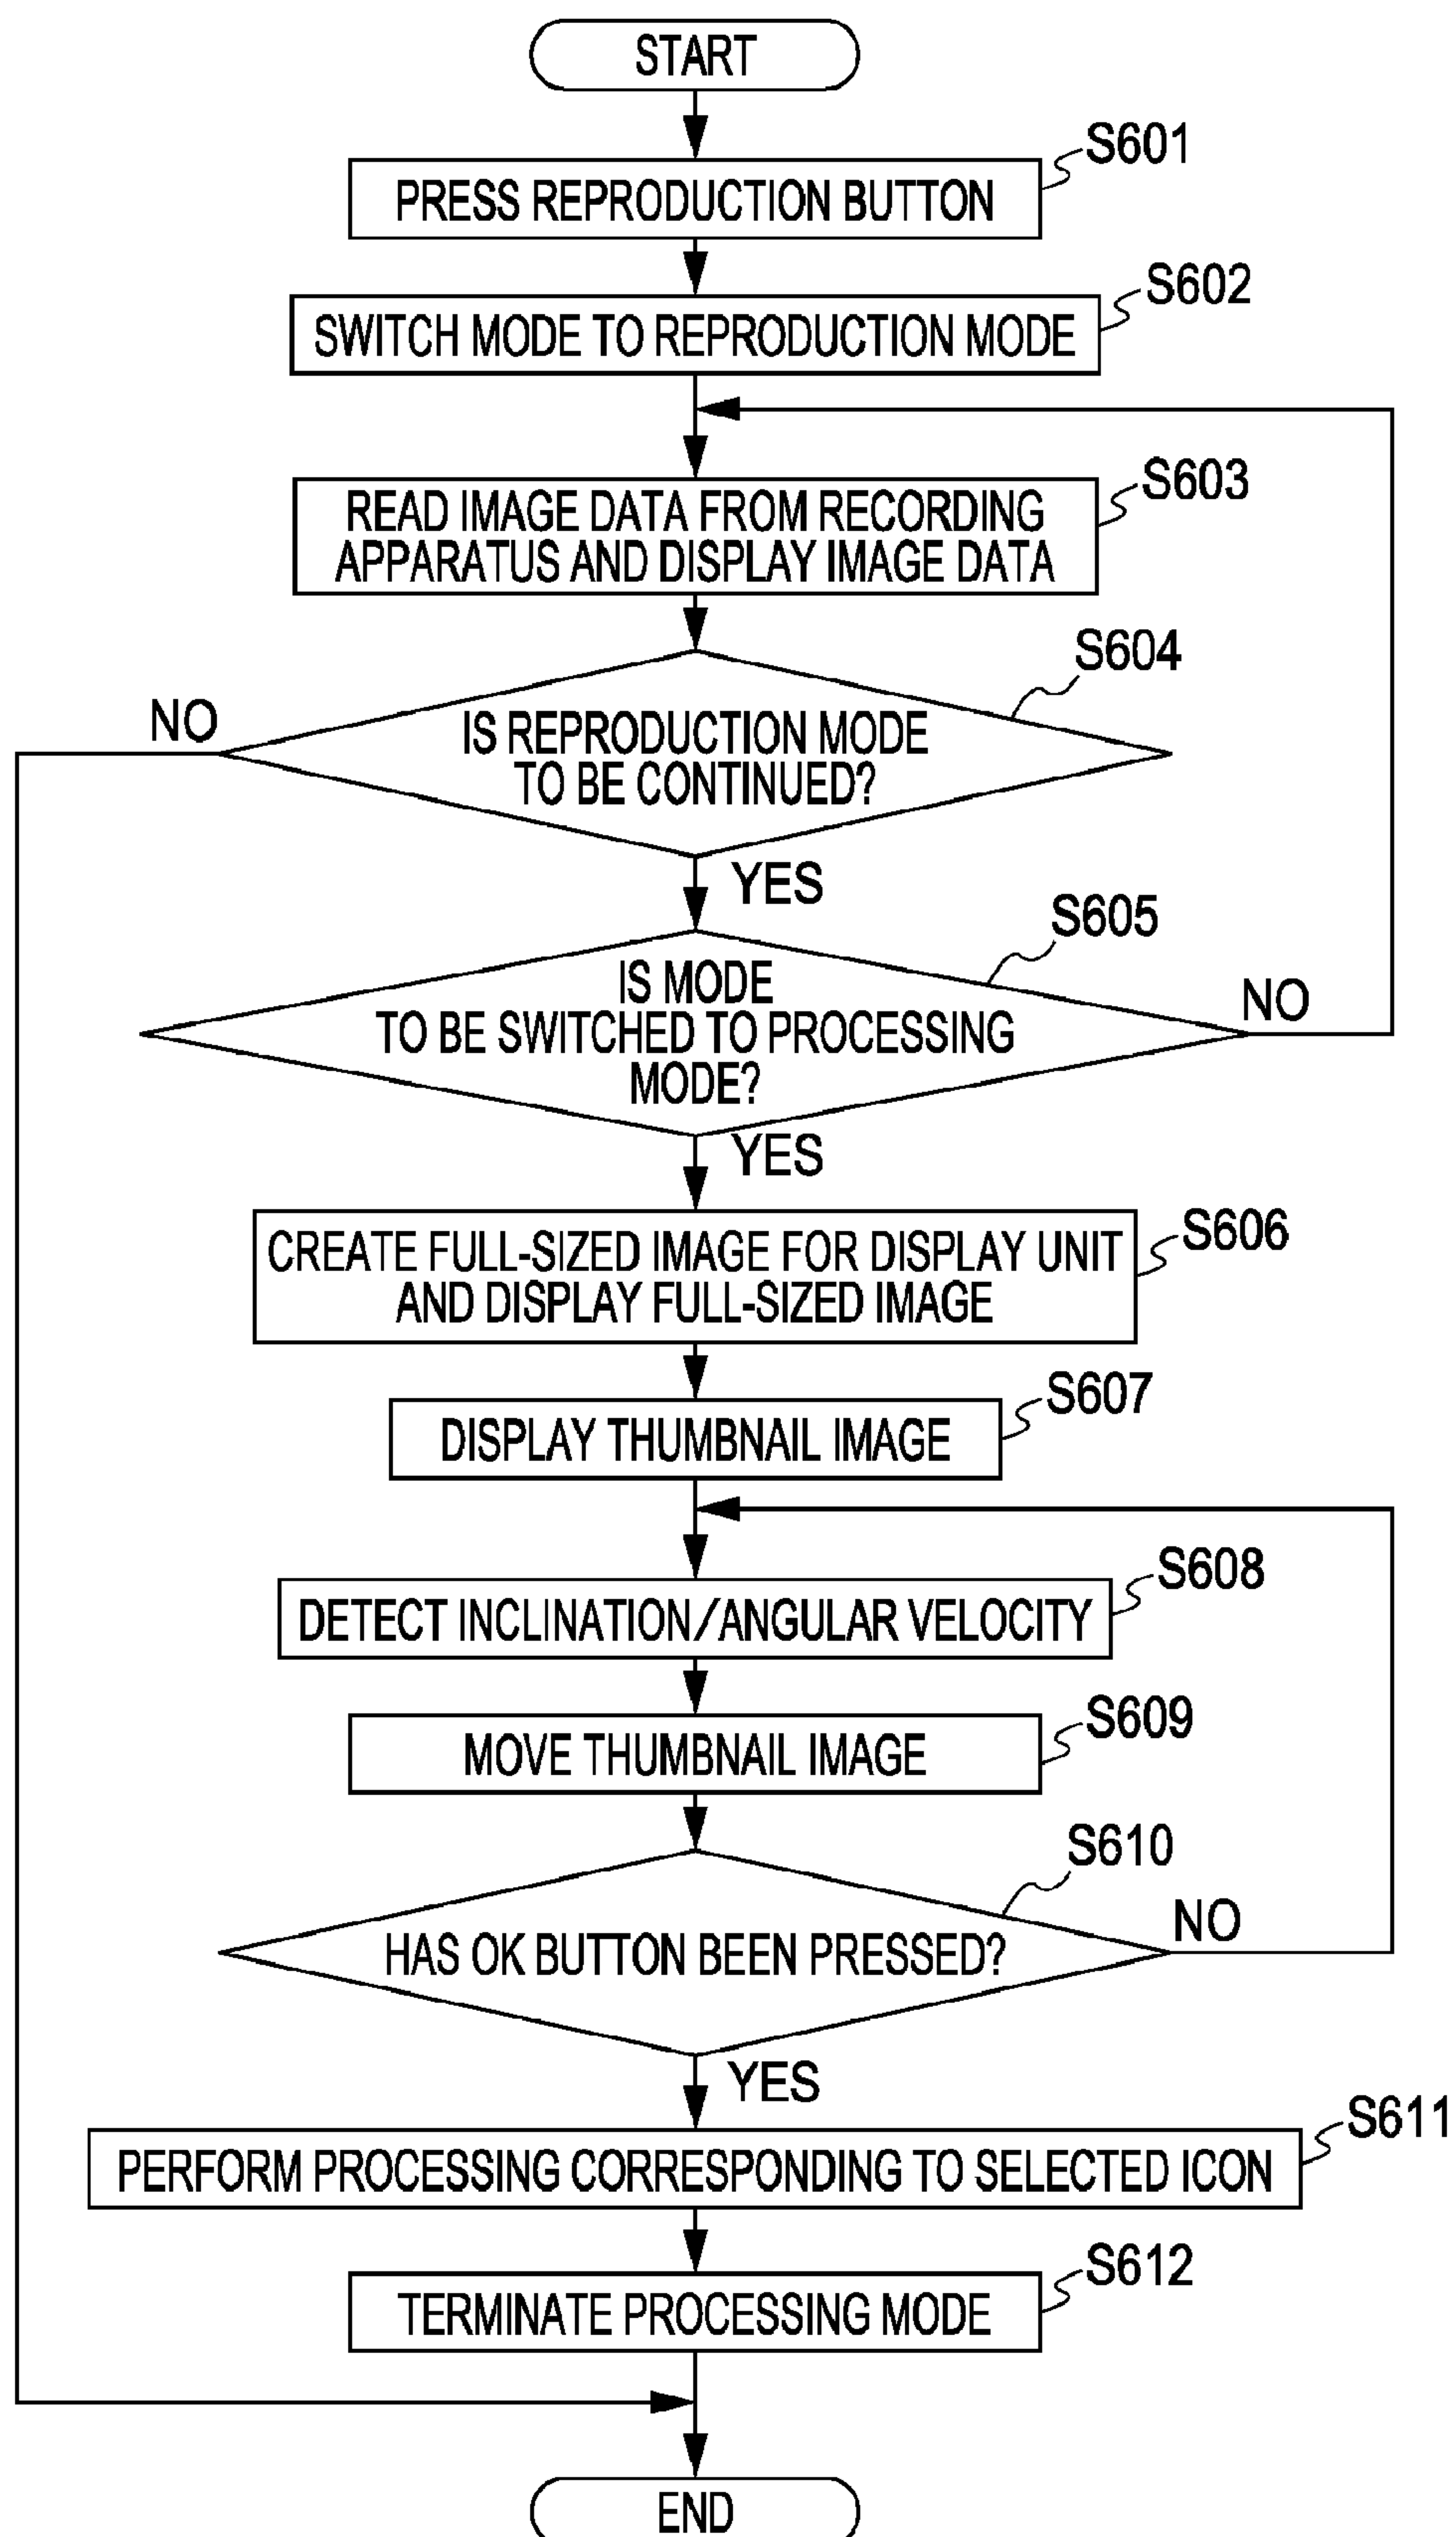 START
S601
PRESS REPRODUCTION BUTTON
S602
SWITCH MODE TO REPRODUCTION MODE
S603
READ IMAGE DATA FROM RECORDING
APPARATUS AND DISPLAY IMAGE DATA
S604
NO
IS REPRODUCTION MODE
TO BE CONTINUED?
YES
S605
IS MODE
TO BE SWITCHED TO PROCESSING
MODE?
NO
YES
S606
CREATE FULL-SIZED IMAGE FOR DISPLAY UNIT
AND DISPLAY FULL-SIZED IMAGE
S607
DISPLAY THUMBNAIL IMAGE
S608
DETECT INCLINATION/ANGULAR VELOCITY
S609
MOVE THUMBNAIL IMAGE
S610
HAS OK BUTTON BEEN PRESSED?
NO
YES
S611
PERFORM PROCESSING CORRESPONDING TO SELECTED ICON
S612
TERMINATE PROCESSING MODE
END